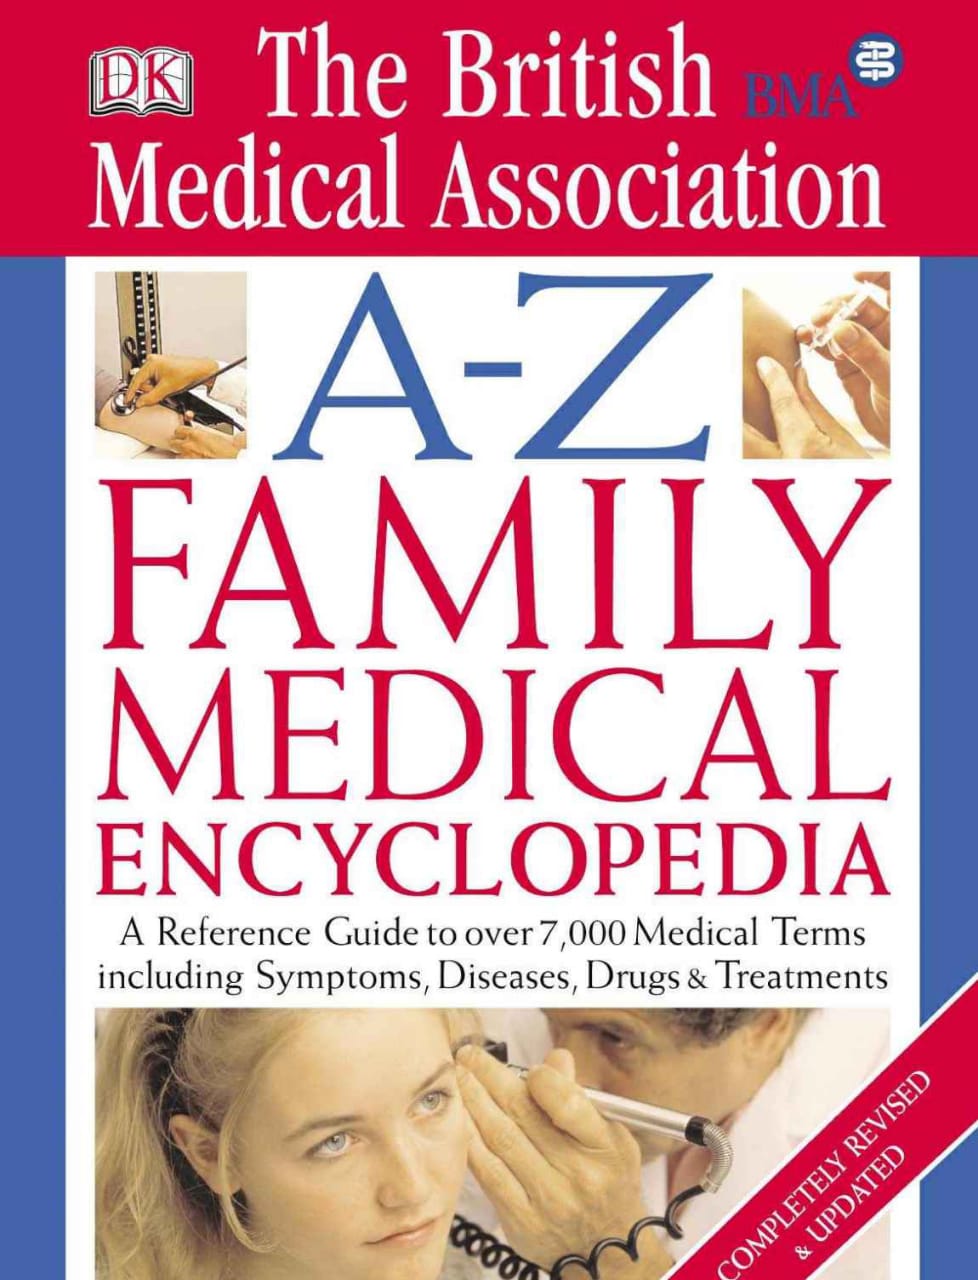 DK
The British
BMA
Medical Association
A-Z
FAMILY
MEDICAL
ENCYCLOPEDIA
A Reference Guide to over 7,000 Medical Terms
including Symptoms, Diseases, Drugs & Treatments
COMPLETELY REVISED
& UPDATED